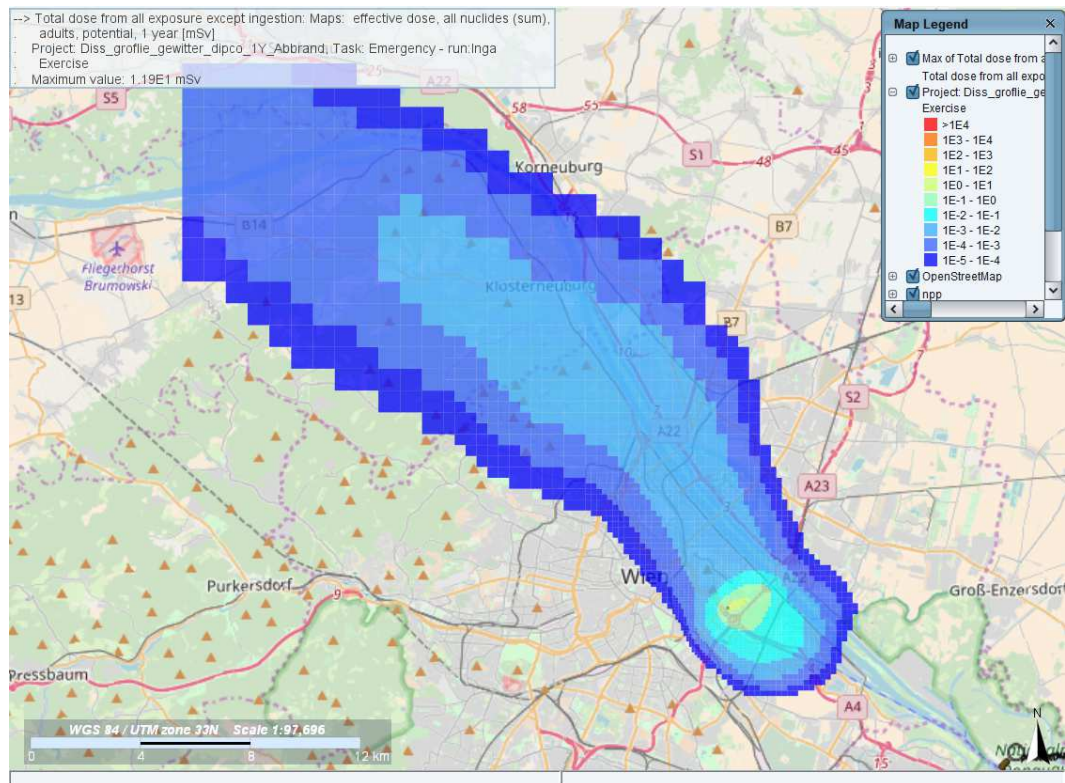 --> Total dose from all exposure except ingestion: Maps: effective dose, all nuclides (sum),
adults, potential, 1 year [mSv]
Project: Diss_groflie_gewitter_dipco_1Y_Abbrand, Task: Emergency - run:Inga
Exercise
Maximum value: 1.19E1 mSv
Map Legend
Max of Total dose from a
Total dose from all expo
Project: Diss_groflie_ge
Exercise
>1E4
1E3 - 1E4
1E2 - 1E3
1E1 - 1E2
1E0 - 1E1
1E-1 - 1E0
1E-2 - 1E-1
1E-3 - 1E-2
1E-4 - 1E-3
1E-5 - 1E-4
OpenStreetMap
npp
S5
25
A22
58
55
S1
48
45
3
Korneuburg
B14
B7
Fliegerhorst
Brumowski
13
Klosterneuburg
B7
S2
A22
A23
Wien
A22
Groß-Enzersdorf
Purkersdorf
9
Pressbaum
A4
15
WGS 84 / UTM zone 33N Scale 1:97,696
0 4 8 12 km
N